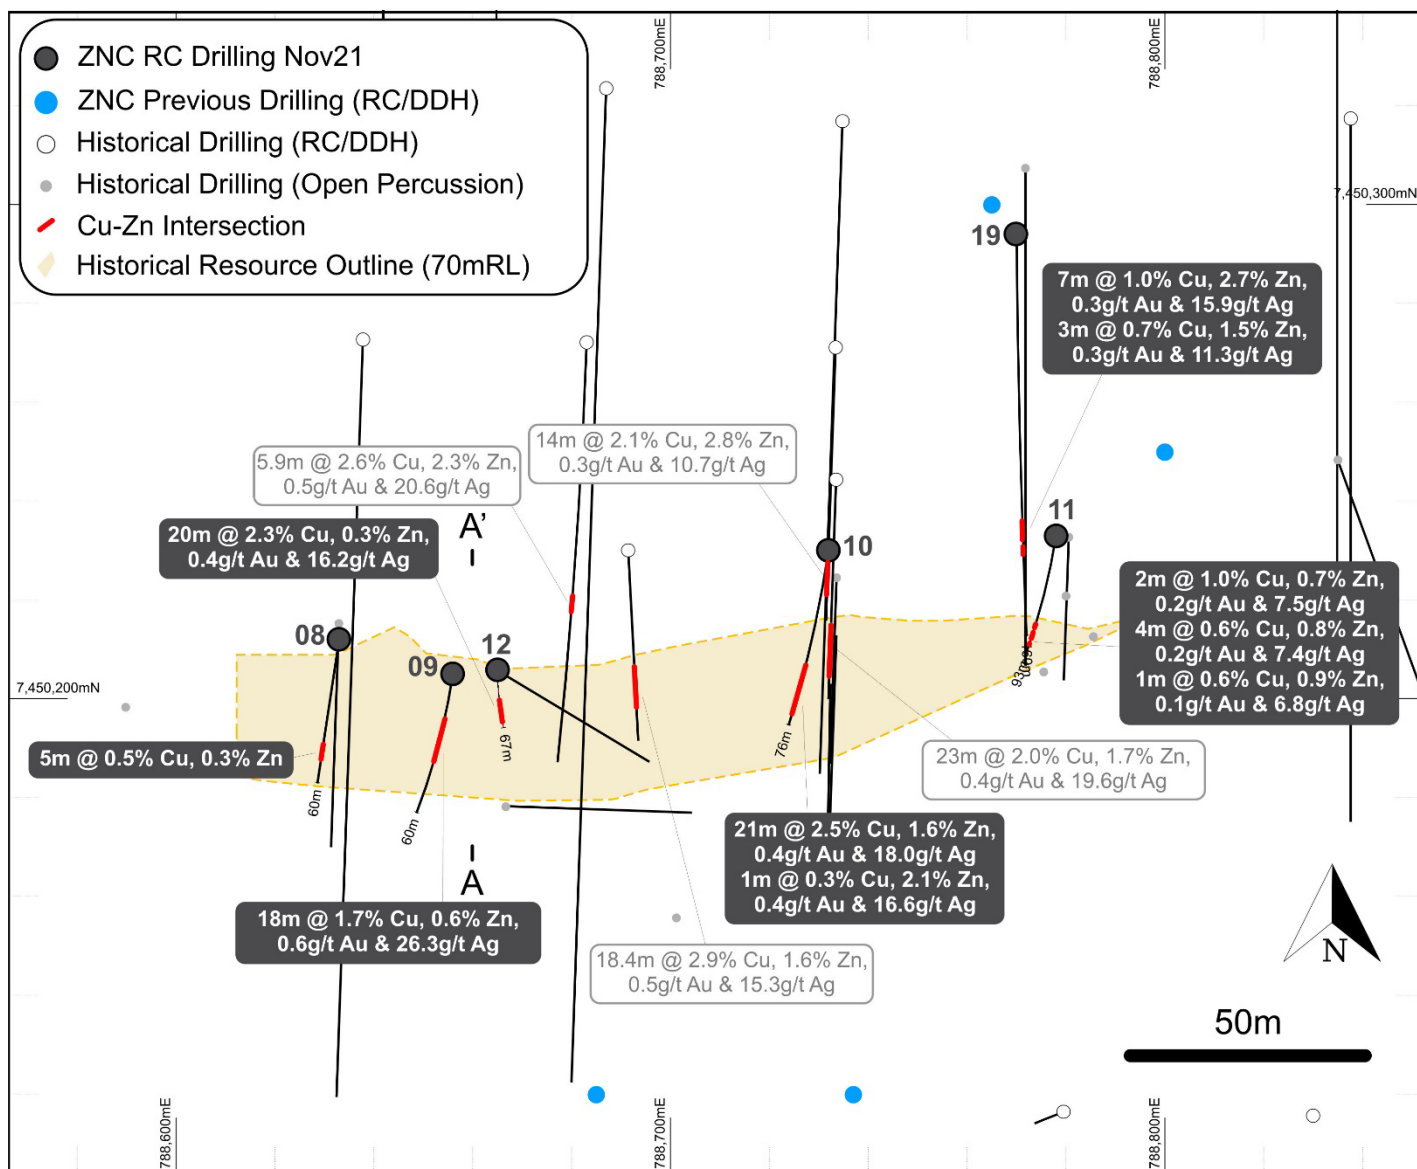 ZNC RC Drilling Nov21
ZNC Previous Drilling (RC/DDH)
Historical Drilling (RC/DDH)
Historical Drilling (Open Percussion)
Cu-Zn Intersection
Historical Resource Outline (70mRL)
788,700mE
788,800mE
7,450,300mN
19
7m @ 1.0% Cu, 2.7% Zn,
0.3g/t Au & 15.9g/t Ag
3m @ 0.7% Cu, 1.5% Zn,
0.3g/t Au & 11.3g/t Ag
14m @ 2.1% Cu, 2.8% Zn,
0.3g/t Au & 10.7g/t Ag
5.9m @ 2.6% Cu, 2.3% Zn,
0.5g/t Au & 20.6g/t Ag
A'
20m @ 2.3% Cu, 0.3% Zn,
0.4g/t Au & 16.2g/t Ag
10
11
2m @ 1.0% Cu, 0.7% Zn,
0.2g/t Au & 7.5g/t Ag
4m @ 0.6% Cu, 0.8% Zn,
0.2g/t Au & 7.4g/t Ag
1m @ 0.6% Cu, 0.9% Zn,
0.1g/t Au & 6.8g/t Ag
08
09
12
7,450,200mN
67m
76m
5m @ 0.5% Cu, 0.3% Zn
60m
60m
23m @ 2.0% Cu, 1.7% Zn,
0.4g/t Au & 19.6g/t Ag
21m @ 2.5% Cu, 1.6% Zn,
0.4g/t Au & 18.0g/t Ag
1m @ 0.3% Cu, 2.1% Zn,
0.4g/t Au & 16.6g/t Ag
A
18m @ 1.7% Cu, 0.6% Zn,
0.6g/t Au & 26.3g/t Ag
18.4m @ 2.9% Cu, 1.6% Zn,
0.5g/t Au & 15.3g/t Ag
N
50m
788,600mE
788,700mE
788,800mE